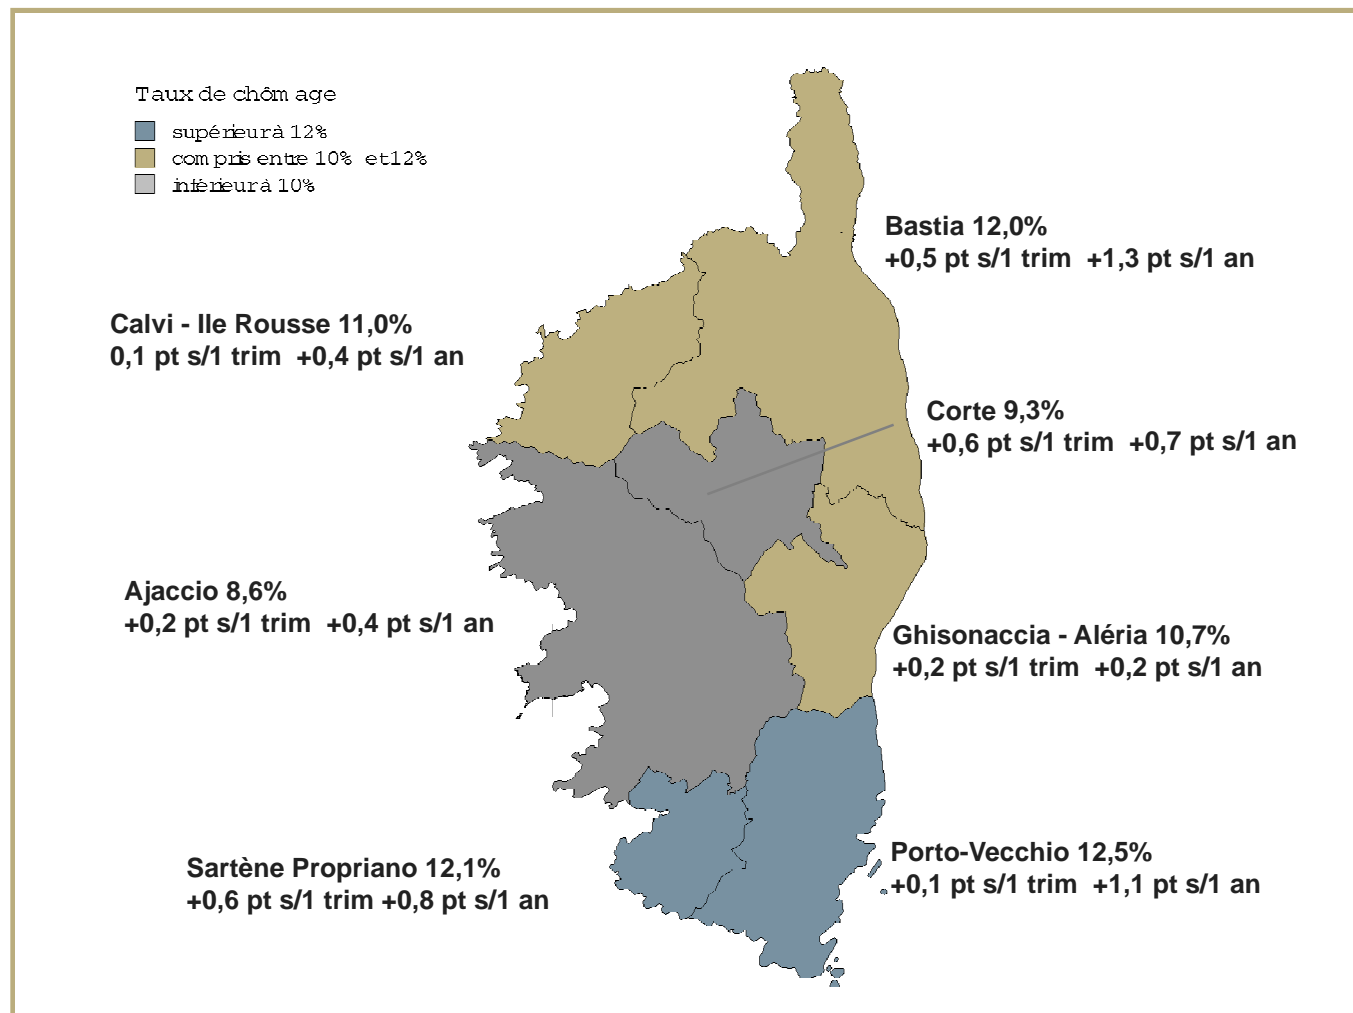 Taux de chômage
supérieur à 12%
compris entre 10% et 12%
inférieur à 10%
Bastia 12,0%
+0,5 pt s/1 trim +1,3 pt s/1 an
Calvi - Ile Rousse 11,0%
0,1 pt s/1 trim +0,4 pt s/1 an
Corte 9,3%
+0,6 pt s/1 trim +0,7 pt s/1 an
Ajaccio 8,6%
+0,2 pt s/1 trim +0,4 pt s/1 an
Ghisonaccia - Aléria 10,7%
+0,2 pt s/1 trim +0,2 pt s/1 an
Sartène Propriano 12,1%
+0,6 pt s/1 trim +0,8 pt s/1 an
Porto-Vecchio 12,5%
+0,1 pt s/1 trim +1,1 pt s/1 an